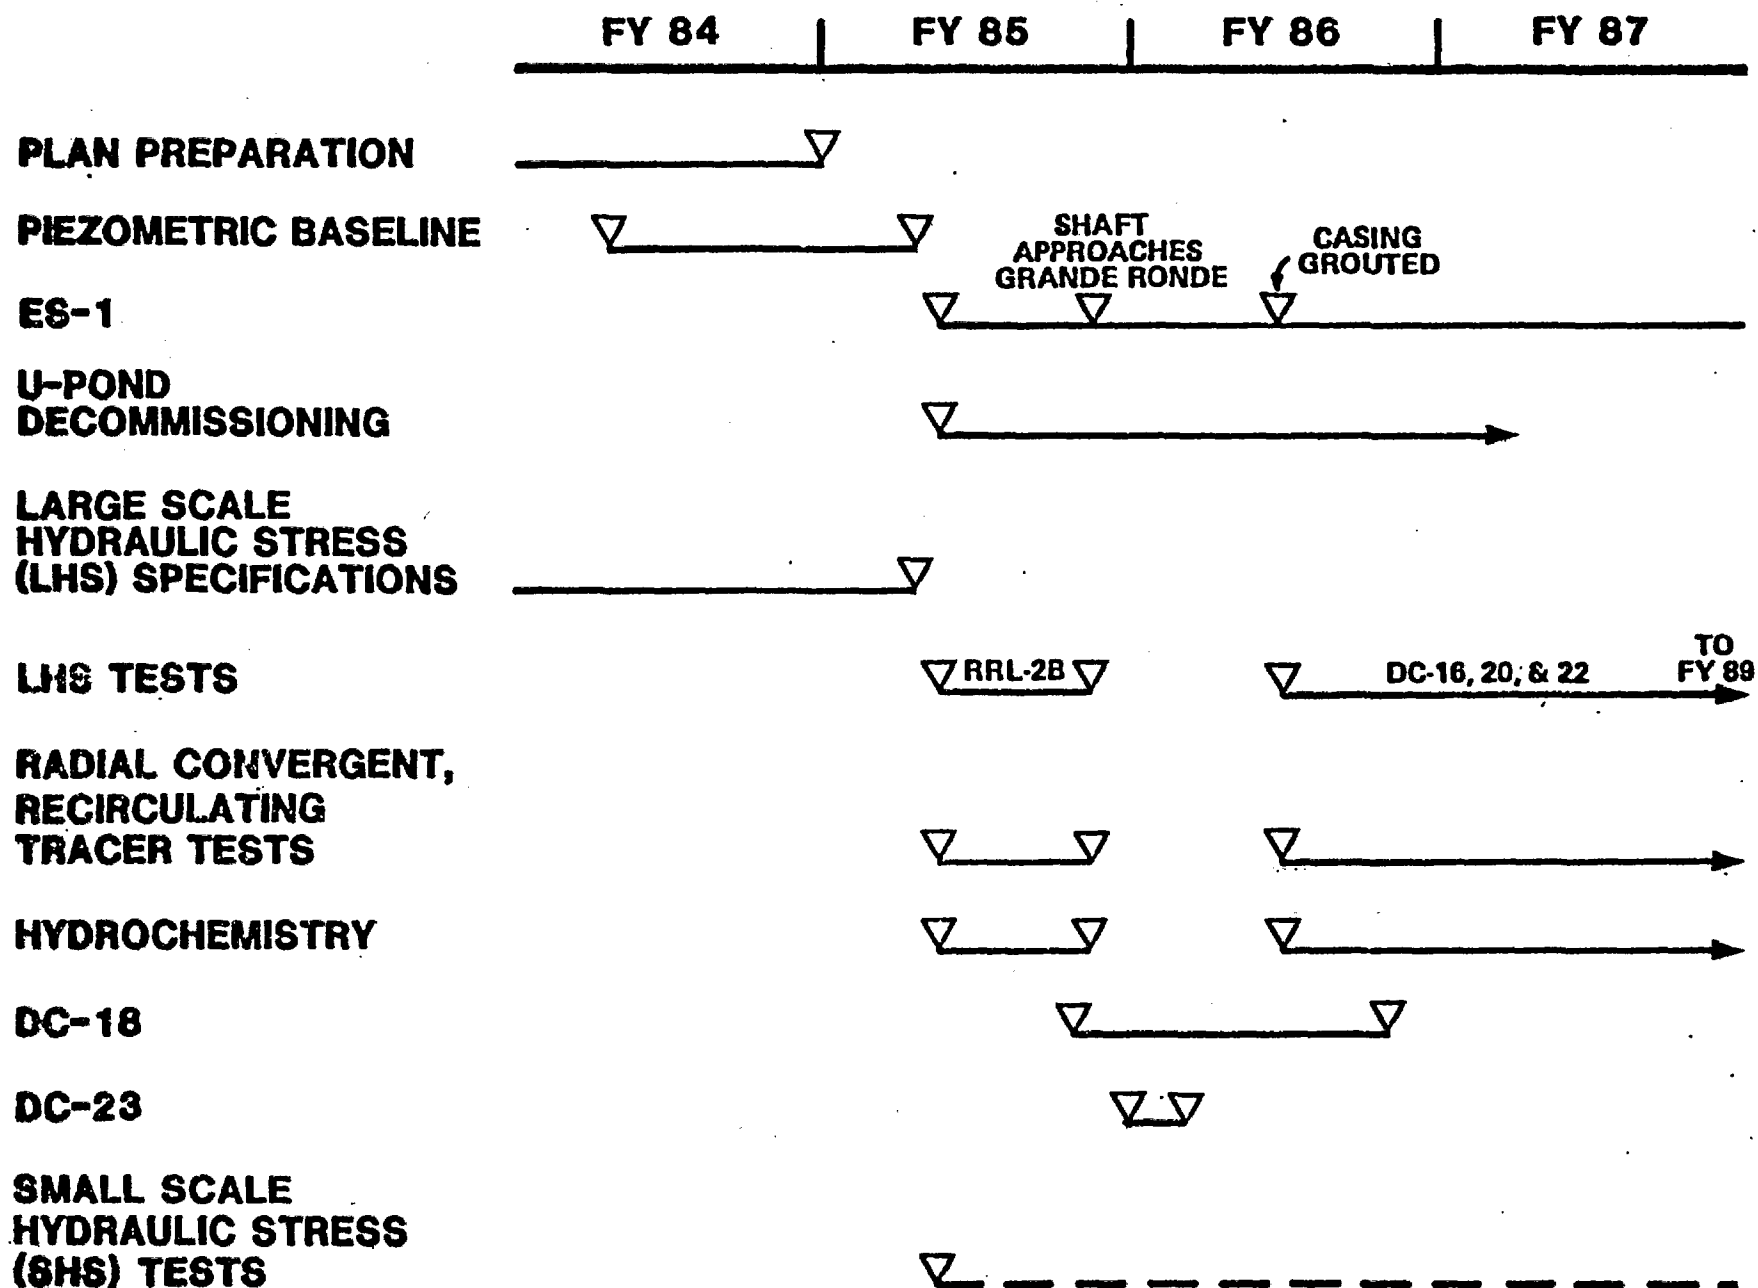 FY 84 | FY 85 | FY 86 | FY 87
PLAN PREPARATION
PIEZOMETRIC BASELINE
SHAFT
APPROACHES
GRANDE RONDE
CASING
GROUTED
ES-1
U-POND
DECOMMISSIONING
LARGE SCALE
HYDRAULIC STRESS
(LHS) SPECIFICATIONS
LHS TESTS
RRL-2B
DC-16, 20, & 22
TO
FY 89
RADIAL CONVERGENT,
RECIRCULATING
TRACER TESTS
HYDROCHEMISTRY
DC-18
DC-23
SMALL SCALE
HYDRAULIC STRESS
(SHS) TESTS